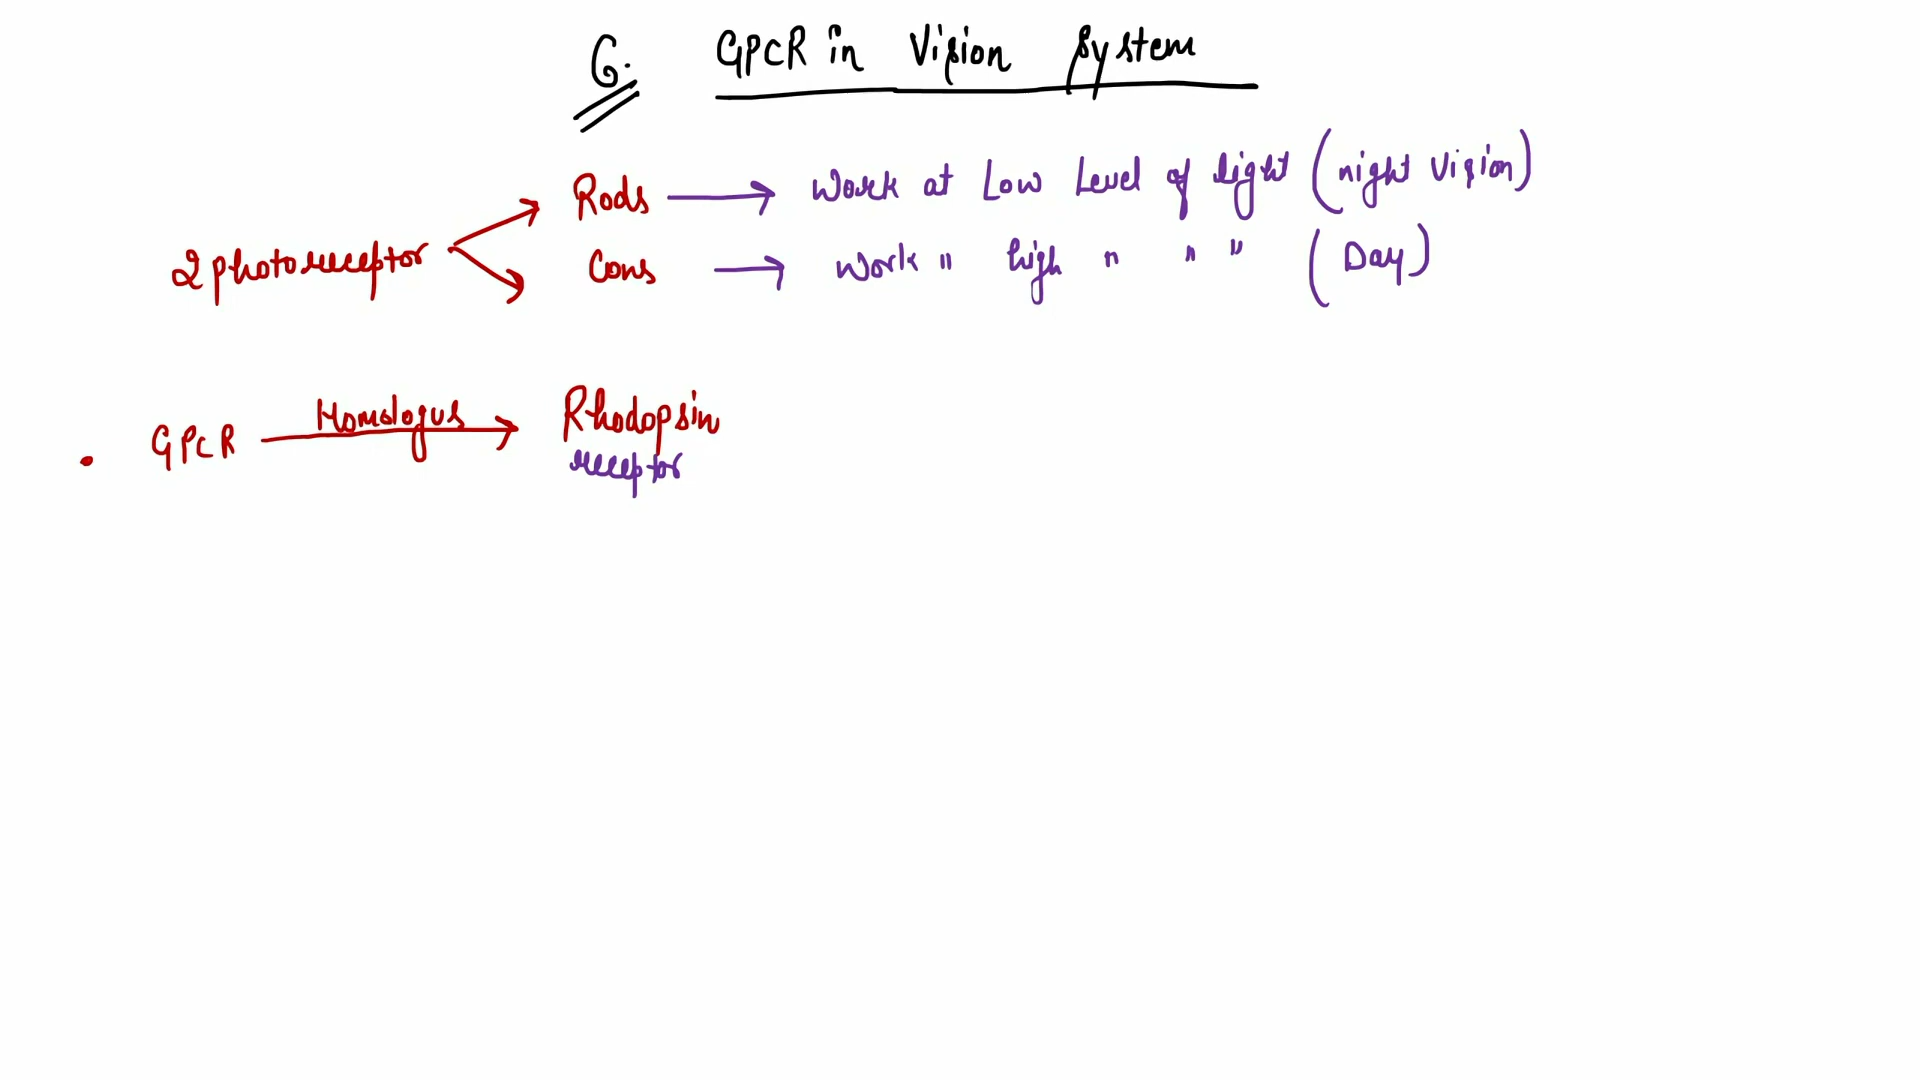 6. GPCR in Vision System
Rods → Work at Low Level of light (night Vision)
2 photoreceptor
Cons → Work " high " " " (Day)
• GPCR Homologus → Rhodopsin
receptor